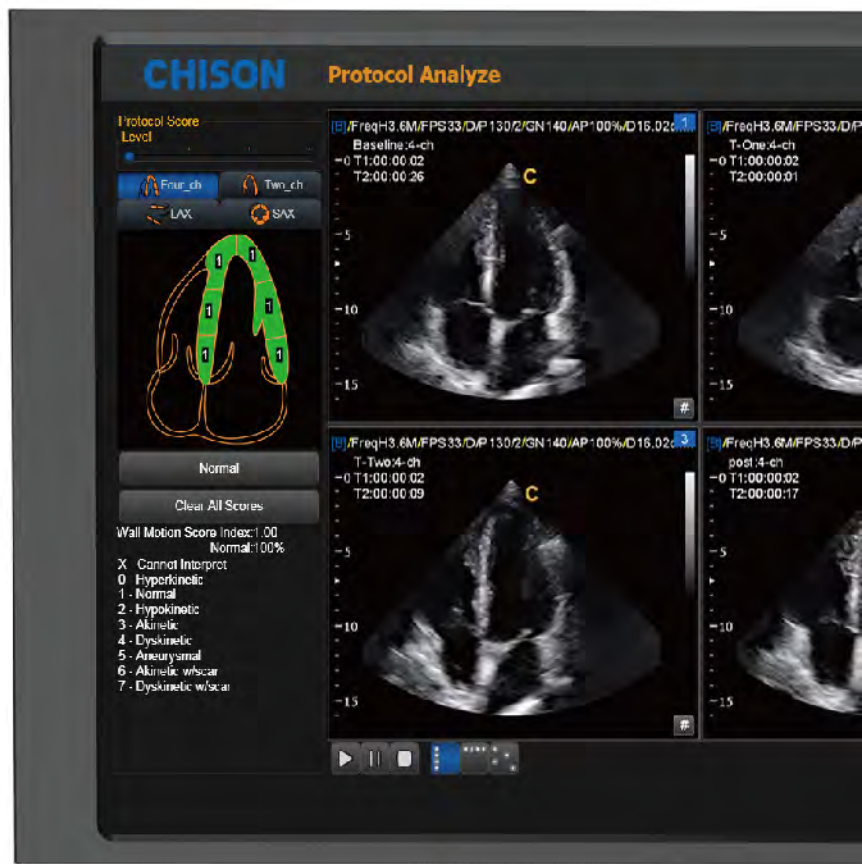 CHISON Protocol Analyze
Protocol Score
Level
Four_ch
Two_ch
LAX
SAX
1
1
1
1
1
1
Normal
Clear All Scores
Wall Motion Score Index:1.00
Normal:100%
X Cannot Interpret
0 Hyperkinetic
1 - Normal
2 - Hypokinetic
3 - Akinetic
4 - Dyskinetic
5 - Aneurysmal
6 - Akinetic w/scar
7 - Dyskinetic w/scar
[B]/FreqH3.6M/FPS33/D/P130/2/GN140/AP100%/D16.02c
1
Baseline:4-ch
0 T1:00:00:02
T2:00:00:26
C
5
10
15
#
[B]/FreqH3.6M/FPS33/D/P
T-One:4-ch
0 T1:00:00:02
T2:00:00:01
5
10
15
[B]/FreqH3.6M/FPS33/D/P130/2/GN140/AP100%/D16.02c
3
T-Two:4-ch
0 T1:00:00:02
T2:00:00:09
C
5
10
15
#
[B]/FreqH3.6M/FPS33/D/P
post:4-ch
0 T1:00:00:02
T2:00:00:17
5
10
15